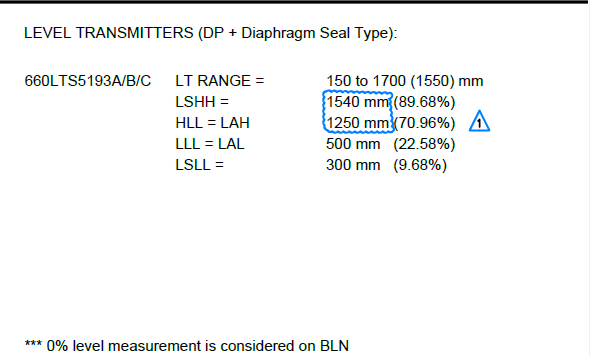 LEVEL TRANSMITTERS (DP + Diaphragm Seal Type):
660LTS5193A/B/C LT RANGE = 150 to 1700 (1550) mm
LSHH = 1540 mm (89.68%)
HLL = LAH 1250 mm (70.96%) 1
LLL = LAL 500 mm (22.58%)
LSLL = 300 mm (9.68%)
*** 0% level measurement is considered on BLN